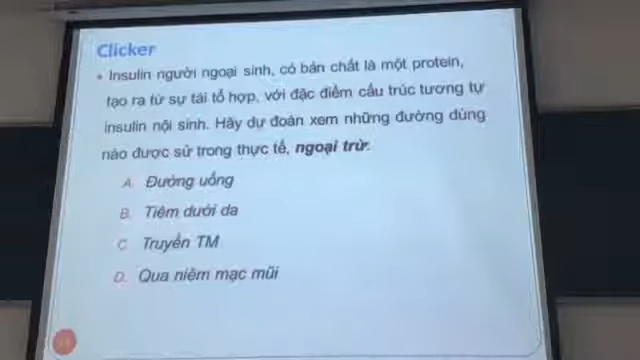 Clicker
• Insulin người ngoại sinh, có bản chất là một protein,
tạo ra từ sự tái tổ hợp, với đặc điểm cấu trúc tương tự
insulin nội sinh. Hãy dự đoán xem những đường dùng
nào được sử trong thực tế, ngoại trừ:
A. Đường uống
B. Tiêm dưới da
C. Truyền TM
D. Qua niêm mạc mũi